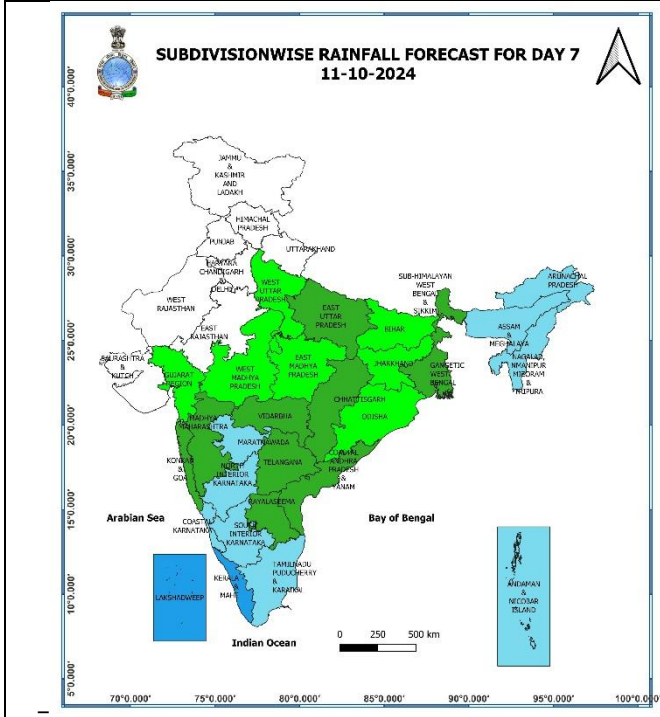 SUBDIVISIONWISE RAINFALL FORECAST FOR DAY 7
11-10-2024
40°0.000'
35°0.000'
30°0.000'
25°0.000'
20°0.000'
15°0.000'
10°0.000'
5°0.000'
JAMMU
&
KASHMIR
AND
LADAKH
HIMACHAL
PRADESH
PUNJAB
UTTARAKHAND
CHANDIGARH
&
DELHI
WEST
RAJASTHAN
EAST
RAJASTHAN
WEST
UTTAR
PRADESH
EAST
UTTAR
PRADESH
SUB-HIMALAYAN
WEST
BENGAL
&
SIKKIM
ARUNACHAL
PRADESH
ASSAM
&
MEGHALAYA
NAGALAD
MANIPUR
MIZORAM
&
TRIPURA
BIHAR
JHARKHAND
GANGETIC
WEST
BENGAL
SAURASHTRA
&
KUTCH
GUJARAT
REGION
WEST
MADHYA
PRADESH
EAST
MADHYA
PRADESH
CHHATTISGARH
ODISHA
MADHYA
MAHARASHTRA
VIDARBHA
MARATHAWADA
KONKAN
&
GOA
NORTH
INTERIOR
KARNATAKA
TELANGANA
COASTAL
ANDHRA
PRADESH
&
YANAM
RAYALASEEMA
COASTAL
KARNATAKA
SOUTH
INTERIOR
KARNATAKA
TAMILNADU
PUDUCHERRY
&
KARAIKAL
KERALA
&
MAHE
LAKSHADWEEP
ANDAMAN
&
NICOBAR
ISLAND
Arabian Sea
Bay of Bengal
Indian Ocean
0 250 500 km
70°0.000' 75°0.000' 80°0.000' 85°0.000' 90°0.000' 95°0.000' 100°0.000'